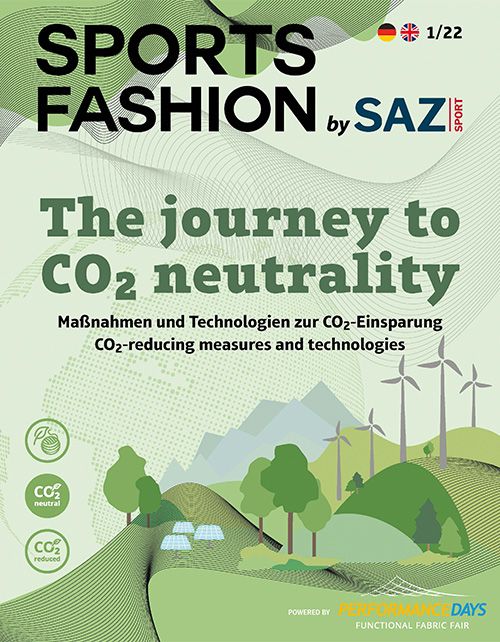 SPORTS
1/22
FASHION by SAZ SPORT
The journey to
CO₂ neutrality
Maßnahmen und Technologien zur CO₂-Einsparung
CO₂-reducing measures and technologies
CO₂
neutral
CO₂
reduced
POWERED BY PERFORMANCE DAYS
FUNCTIONAL FABRIC FAIR